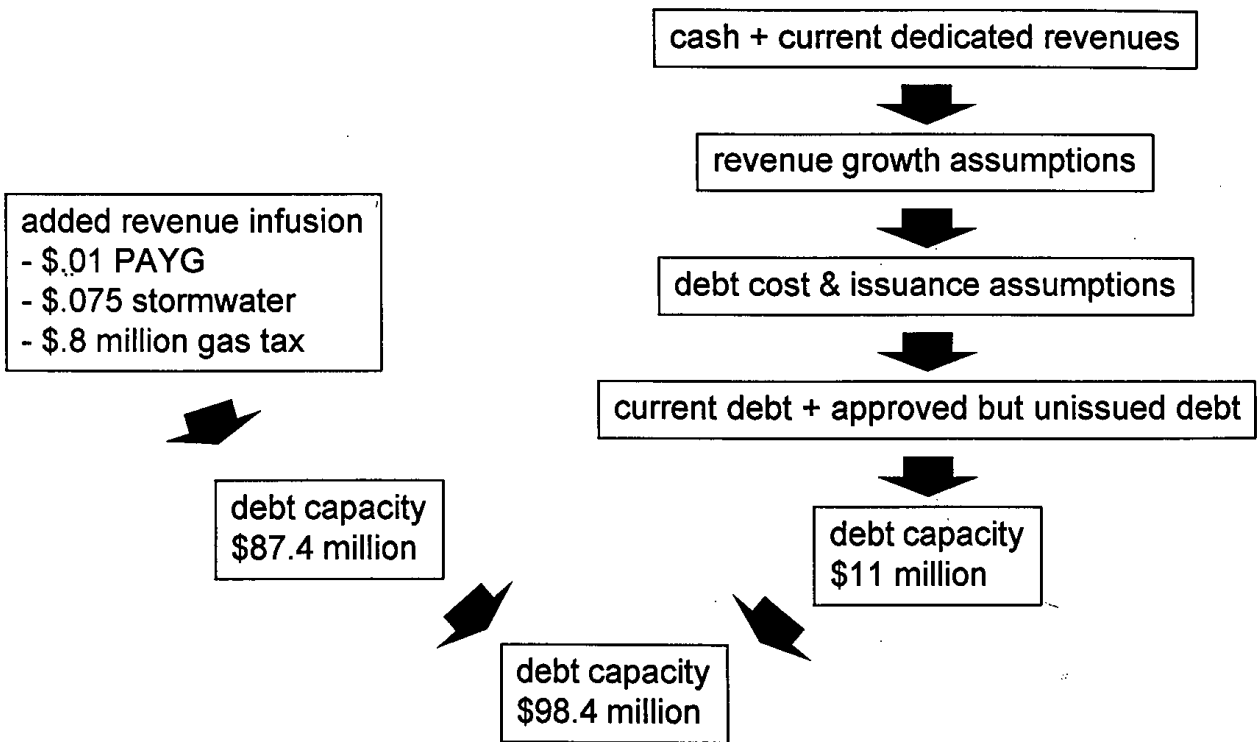 cash + current dedicated revenues
revenue growth assumptions
added revenue infusion
- $.01 PAYG
- $.075 stormwater
- $.8 million gas tax
debt cost & issuance assumptions
current debt + approved but unissued debt
debt capacity
$87.4 million
debt capacity
$11 million
debt capacity
$98.4 million